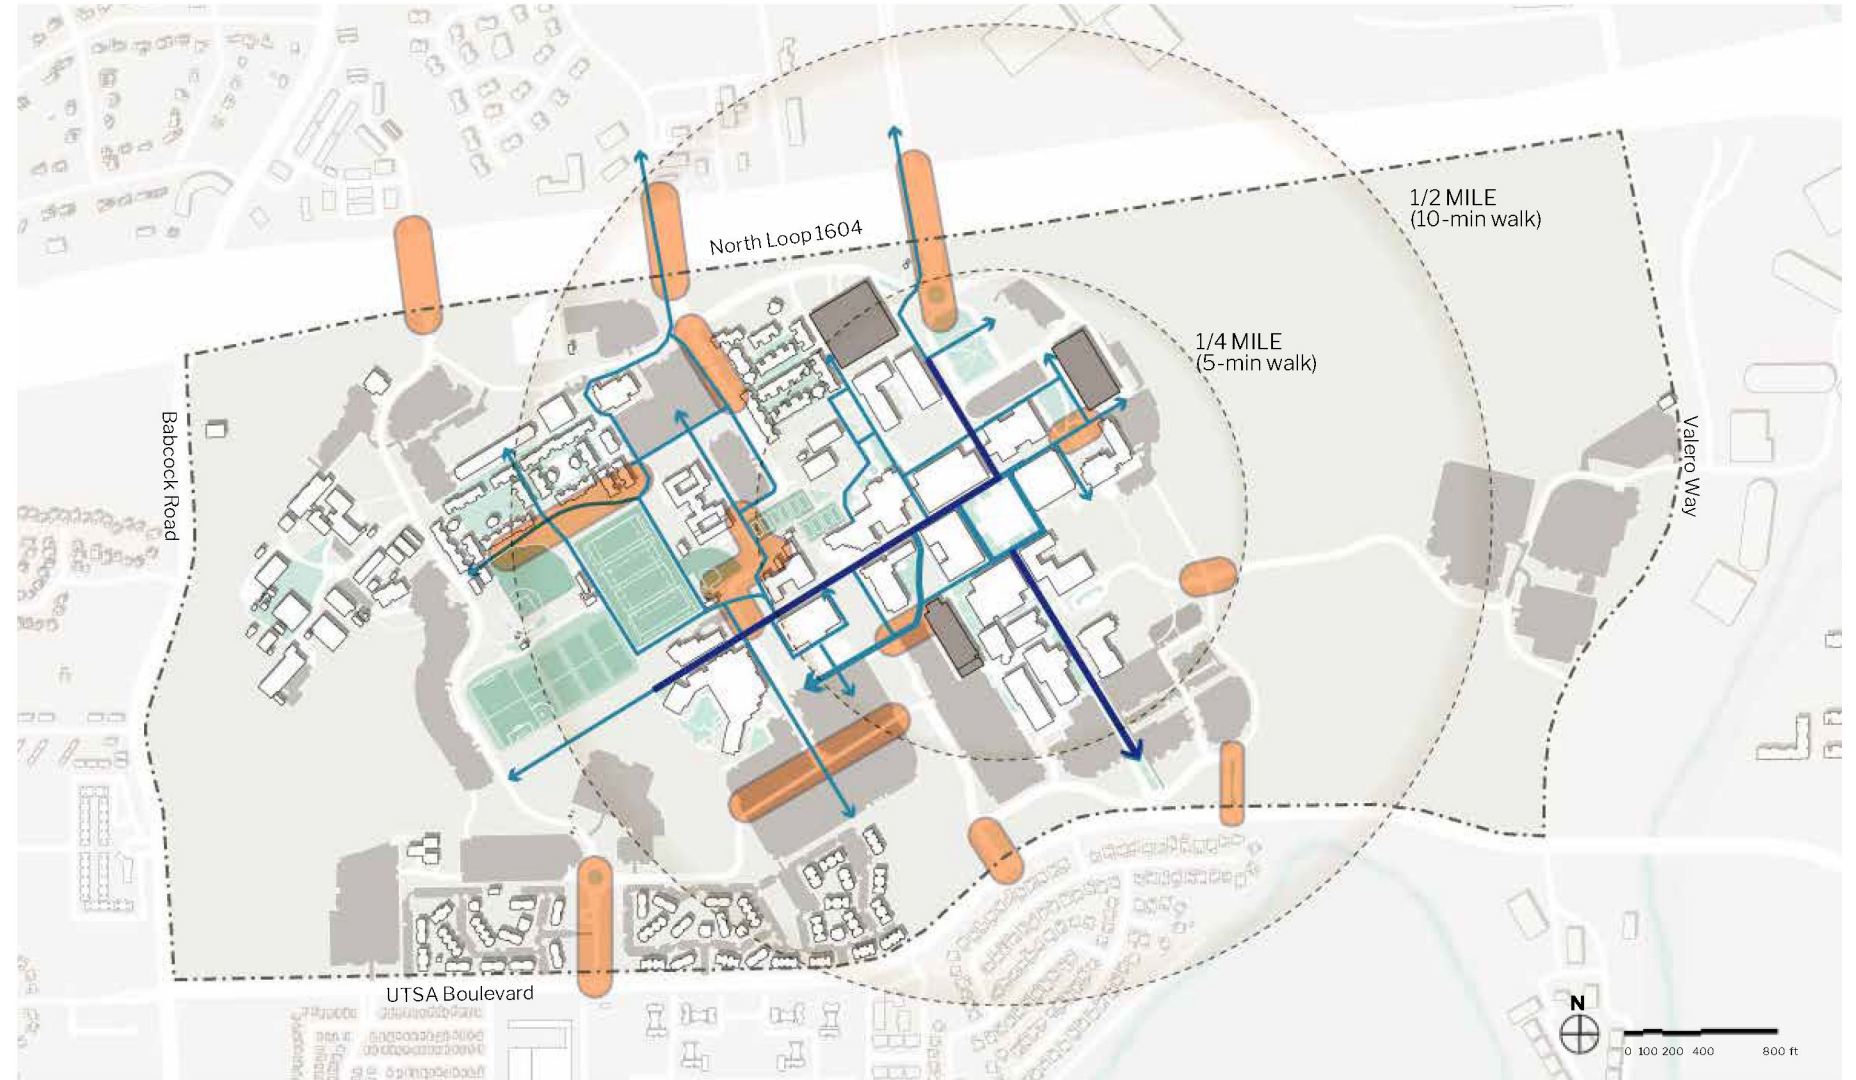 1/2 MILE
(10-min walk)
North Loop 1604
1/4 MILE
(5-min walk)
Babcock Road
Valero Way
UTSA Boulevard
N
0 100 200 400 800 ft